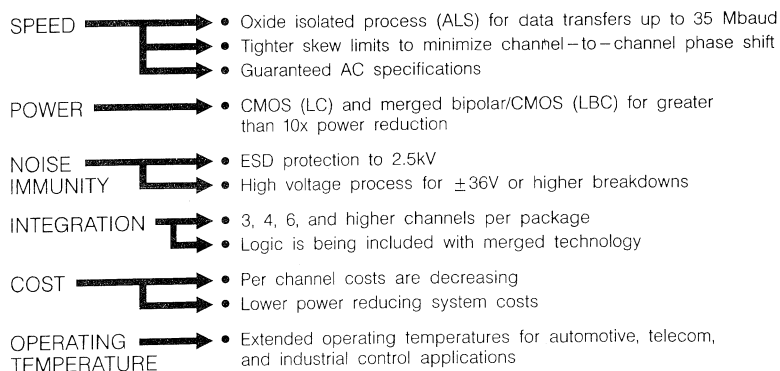 SPEED
• Oxide isolated process (ALS) for data transfers up to 35 Mbaud
• Tighter skew limits to minimize channel-to-channel phase shift
• Guaranteed AC specifications
POWER
• CMOS (LC) and merged bipolar/CMOS (LBC) for greater
than 10x power reduction
NOISE
IMMUNITY
• ESD protection to 2.5kV
• High voltage process for ±36V or higher breakdowns
INTEGRATION
• 3, 4, 6, and higher channels per package
• Logic is being included with merged technology
COST
• Per channel costs are decreasing
• Lower power reducing system costs
OPERATING
TEMPERATURE
• Extended operating temperatures for automotive, telecom,
and industrial control applications